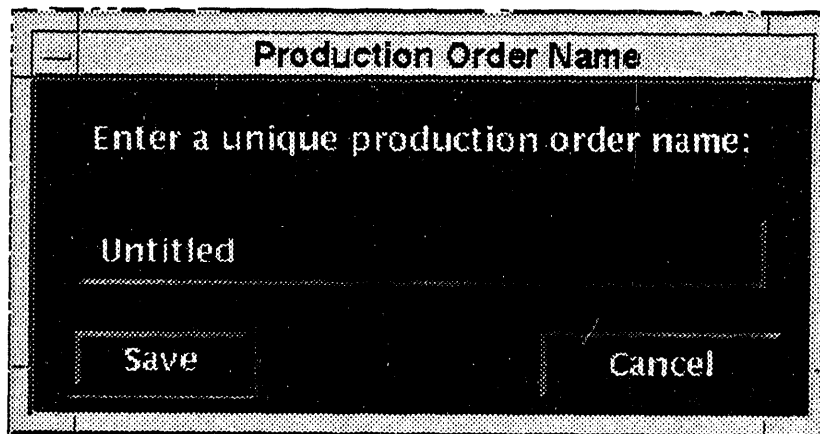 Production Order Name
Enter a unique production order name:
Untitled
Save
Cancel